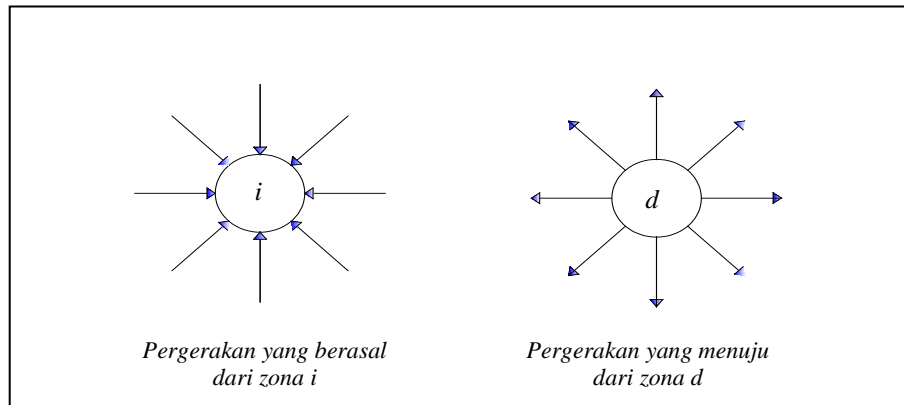 i
d
Pergerakan yang berasal
dari zona i
Pergerakan yang menuju
dari zona d